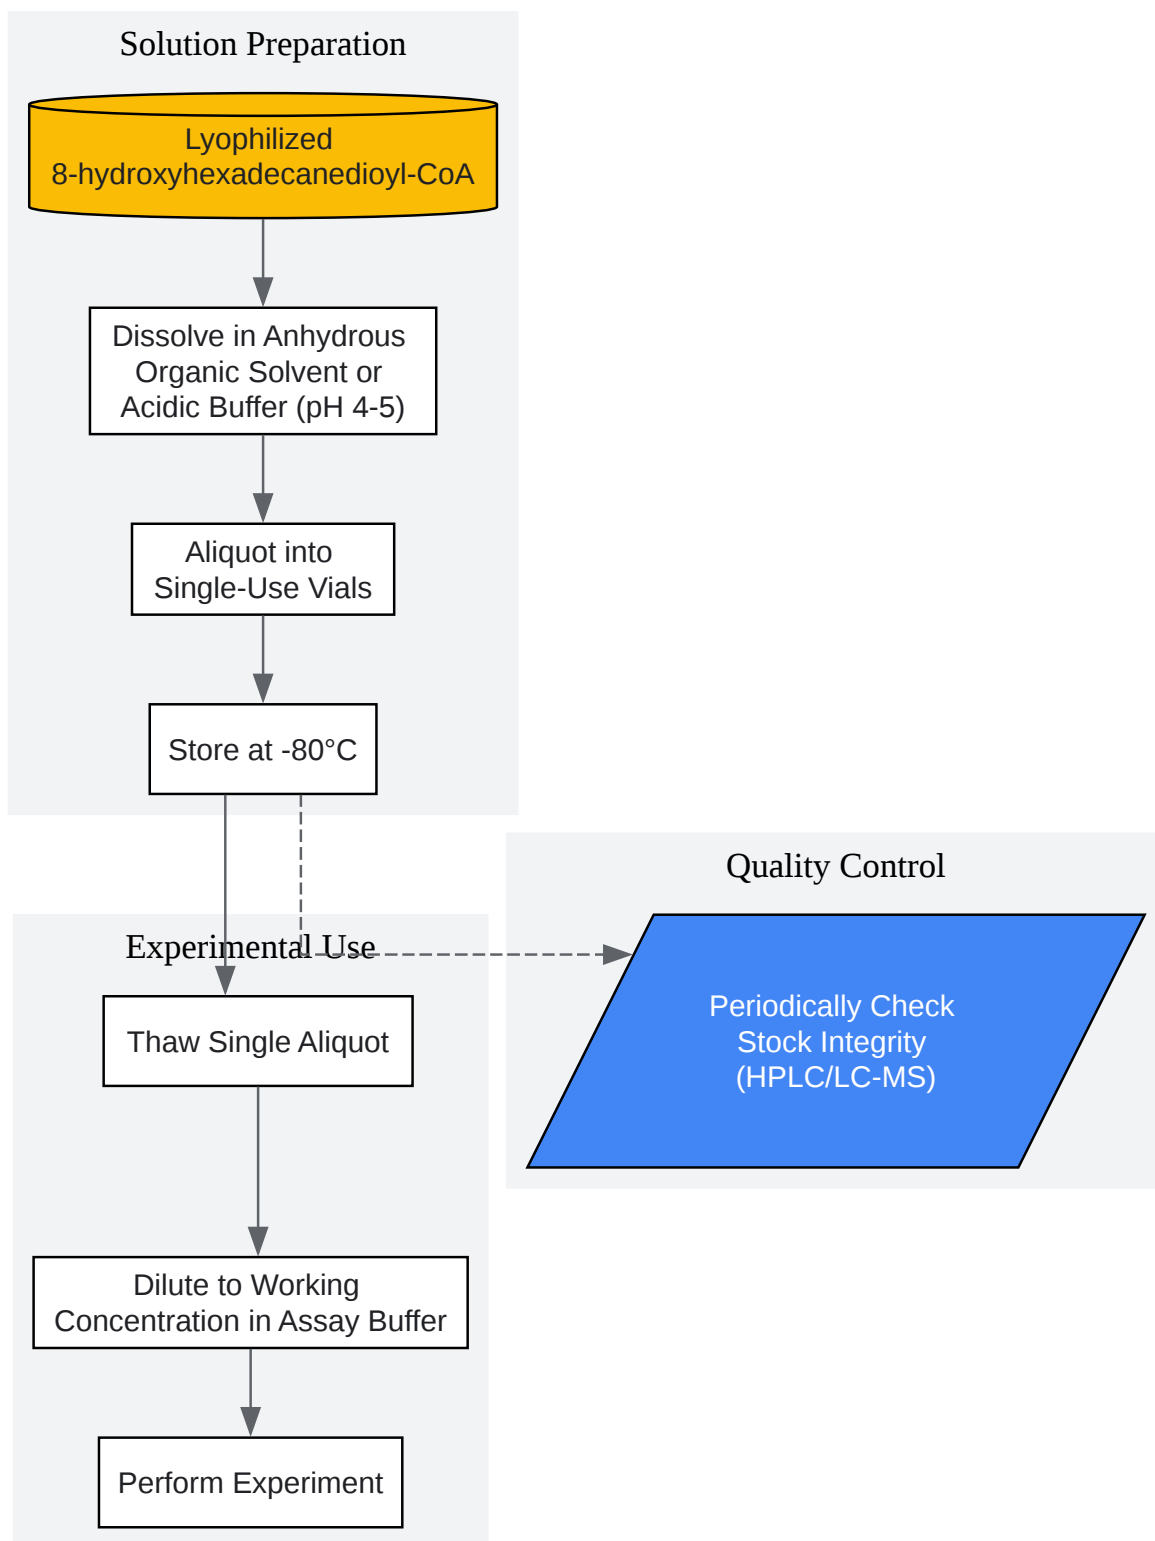 Solution Preparation
Lyophilized
8-hydroxyhexadecanedioyl-CoA
Dissolve in Anhydrous
Organic Solvent or
Acidic Buffer (pH 4-5)
Aliquot into
Single-Use Vials
Store at -80°C
Quality Control
Periodically Check
Stock Integrity
(HPLC/LC-MS)
Experimental Use
Thaw Single Aliquot
Dilute to Working
Concentration in Assay Buffer
Perform Experiment